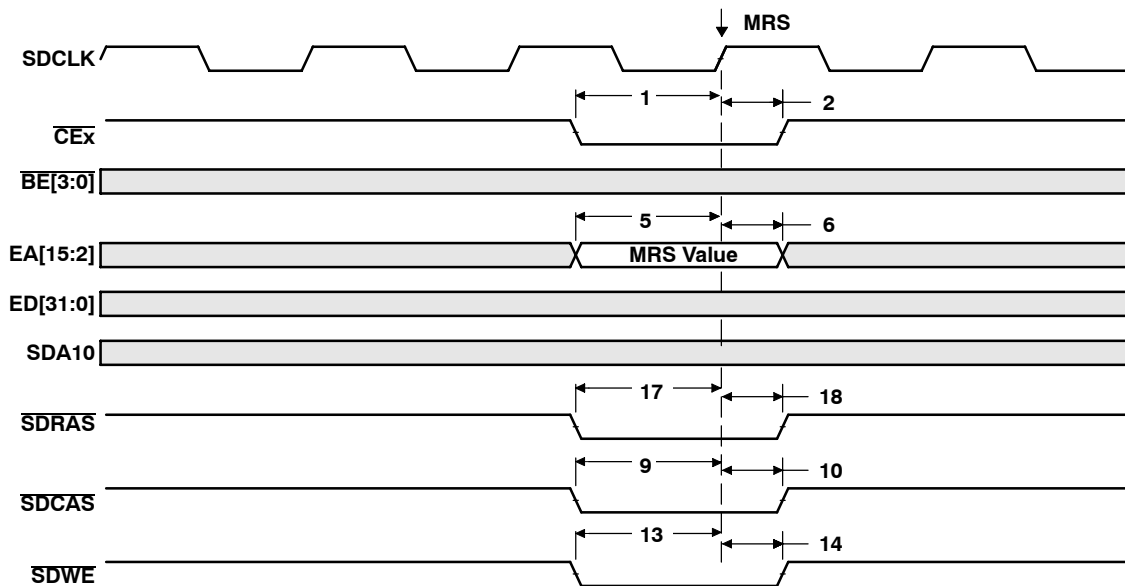 MRS
SDCLK
1
2
CEx
BE[3:0]
5
6
EA[15:2]
MRS Value
ED[31:0]
SDA10
17
18
SDRAS
9
10
SDCAS
13
14
SDWE